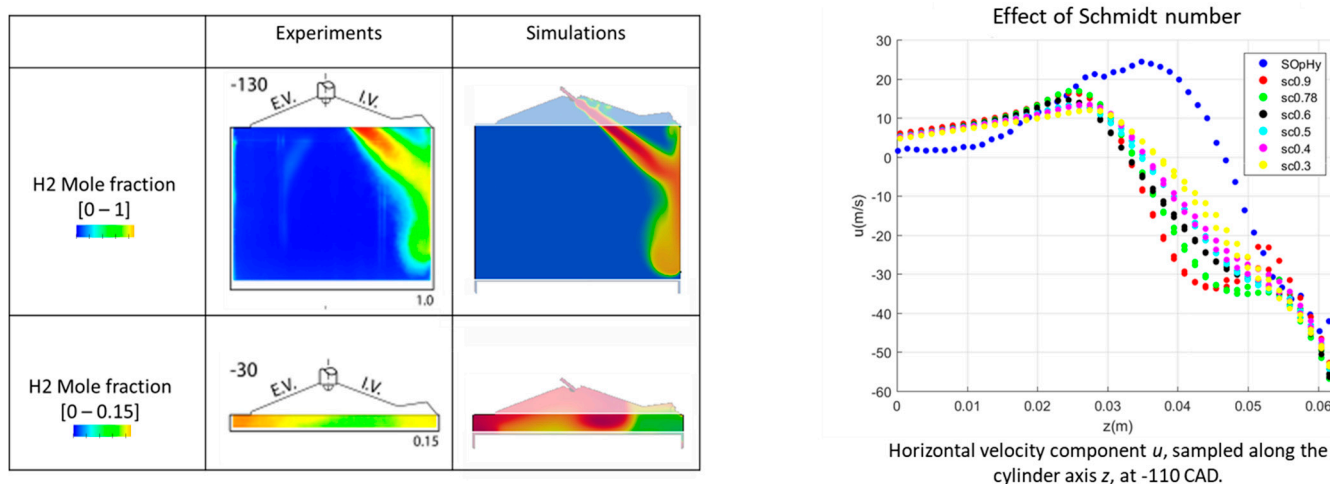 Experiments
Simulations
H2 Mole fraction
[0 – 1]
-130
E.V.
I.V.
1.0
H2 Mole fraction
[0 – 0.15]
-30
E.V.
I.V.
0.15
Effect of Schmidt number
30
20
10
0
-10
-20
-30
-40
-50
-60
u(m/s)
SOpHy
sc0.9
sc0.78
sc0.6
sc0.5
sc0.4
sc0.3
0 0.01 0.02 0.03 0.04 0.05 0.06
z(m)
Horizontal velocity component u, sampled along the
cylinder axis z, at -110 CAD.